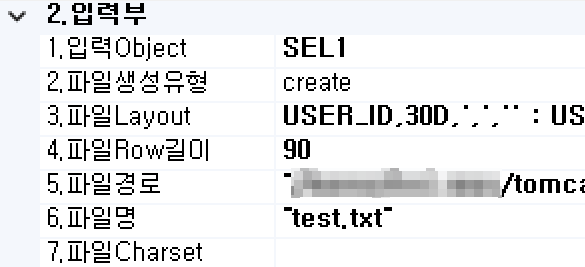 2.입력부
1.입력Object SEL1
2.파일생성유형 create
3.파일Layout USER_ID,30D,',','' : US
4.파일Row길이 90
5.파일경로 /tomca
6.파일명 "test.txt"
7.파일Charset